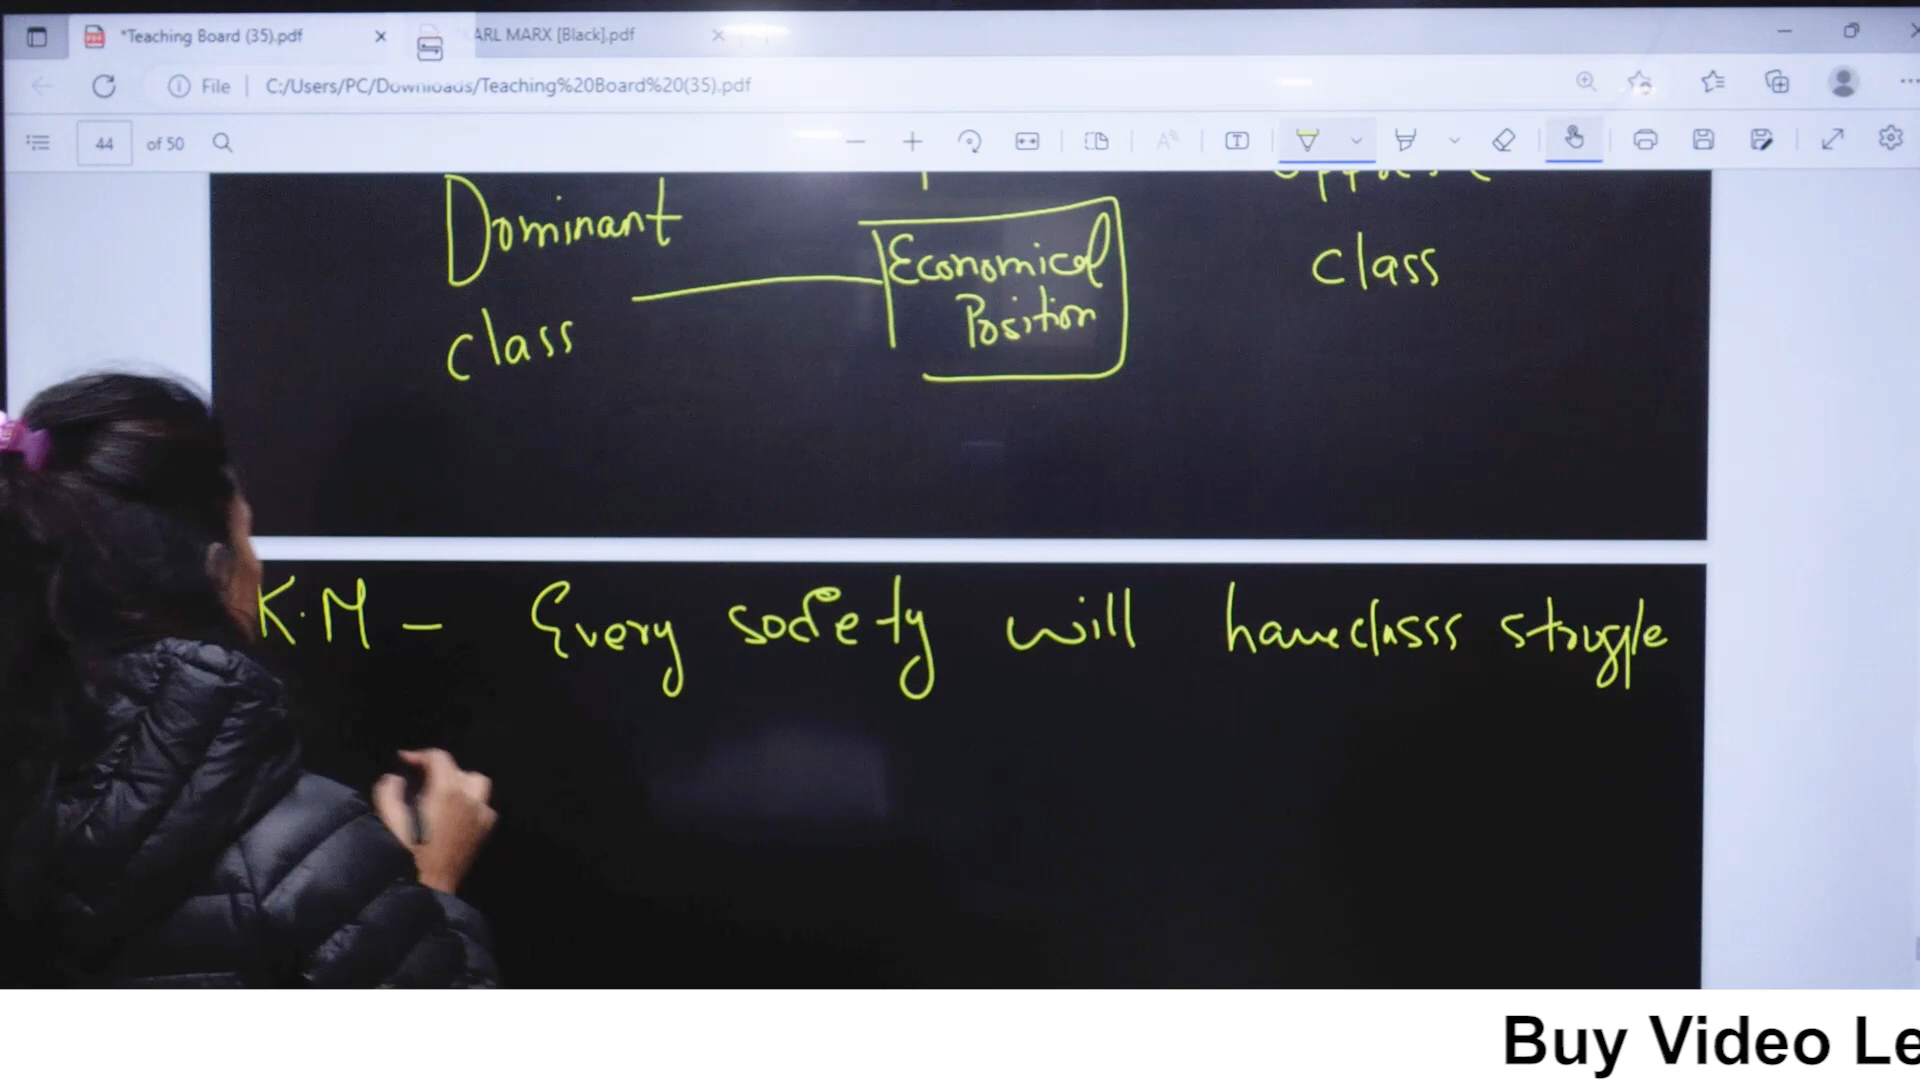 *Teaching Board (35).pdf
ARL MARX [Black].pdf
File C:/Users/PC/Downloads/Teaching%20Board%20(35).pdf
44 of 50
Dominant
class
Economical
Position
class
K.M - Every society will have classs struggle
Buy Video Le